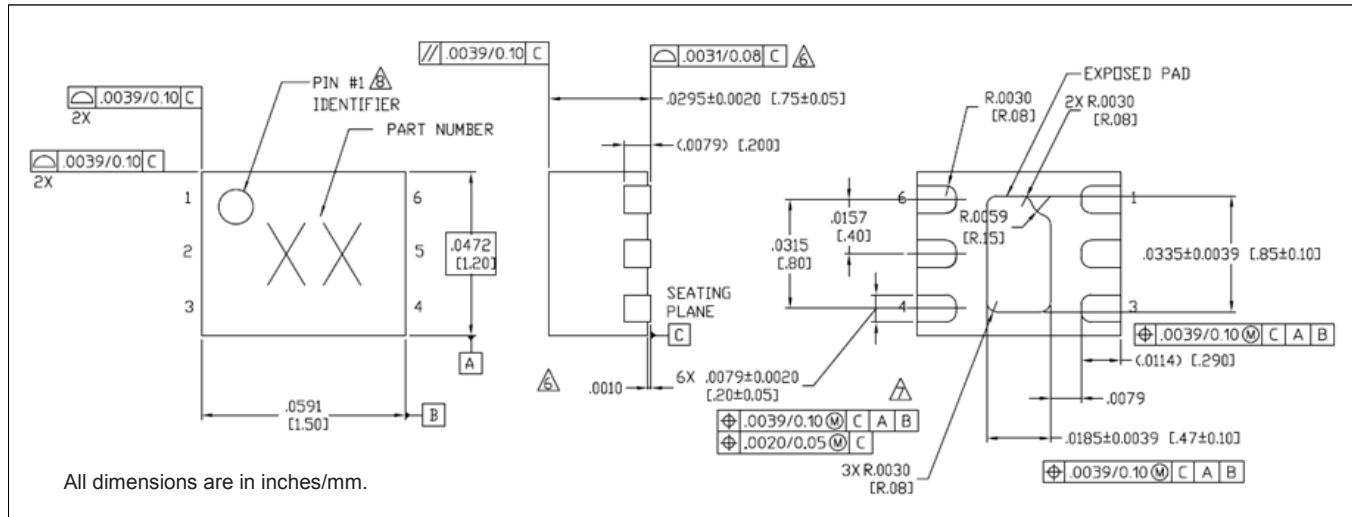 ⌓ .0039/0.10 C
2X
⌓ .0039/0.10 C
2X
PIN #1 8
IDENTIFIER
PART NUMBER
1
2
3
6
5
4
XX
.0472
[1.20]
A
.0591
[1.50]
B
// .0039/0.10 C
⌓ .0031/0.08 C 6
.0295±0.0020 [.75±0.05]
(.0079) [.200]
SEATING
PLANE
C
6
.0010
EXPOSED PAD
R.0030
[R.08]
2X R.0030
[R.08]
6
4
1
3
.0157
[.40]
.0315
[.80]
R.0059
[R.15]
.0335±0.0039 [.85±0.10]
⌖ .0039/0.10 Ⓜ C A B
(.0114) [.290]
6X .0079±0.0020
[.20±0.05]
7
⌖ .0039/0.10 Ⓜ C A B
⌖ .0020/0.05 Ⓜ C
.0079
.0185±0.0039 [.47±0.10]
⌖ .0039/0.10 Ⓜ C A B
3X R.0030
[R.08]
All dimensions are in inches/mm.